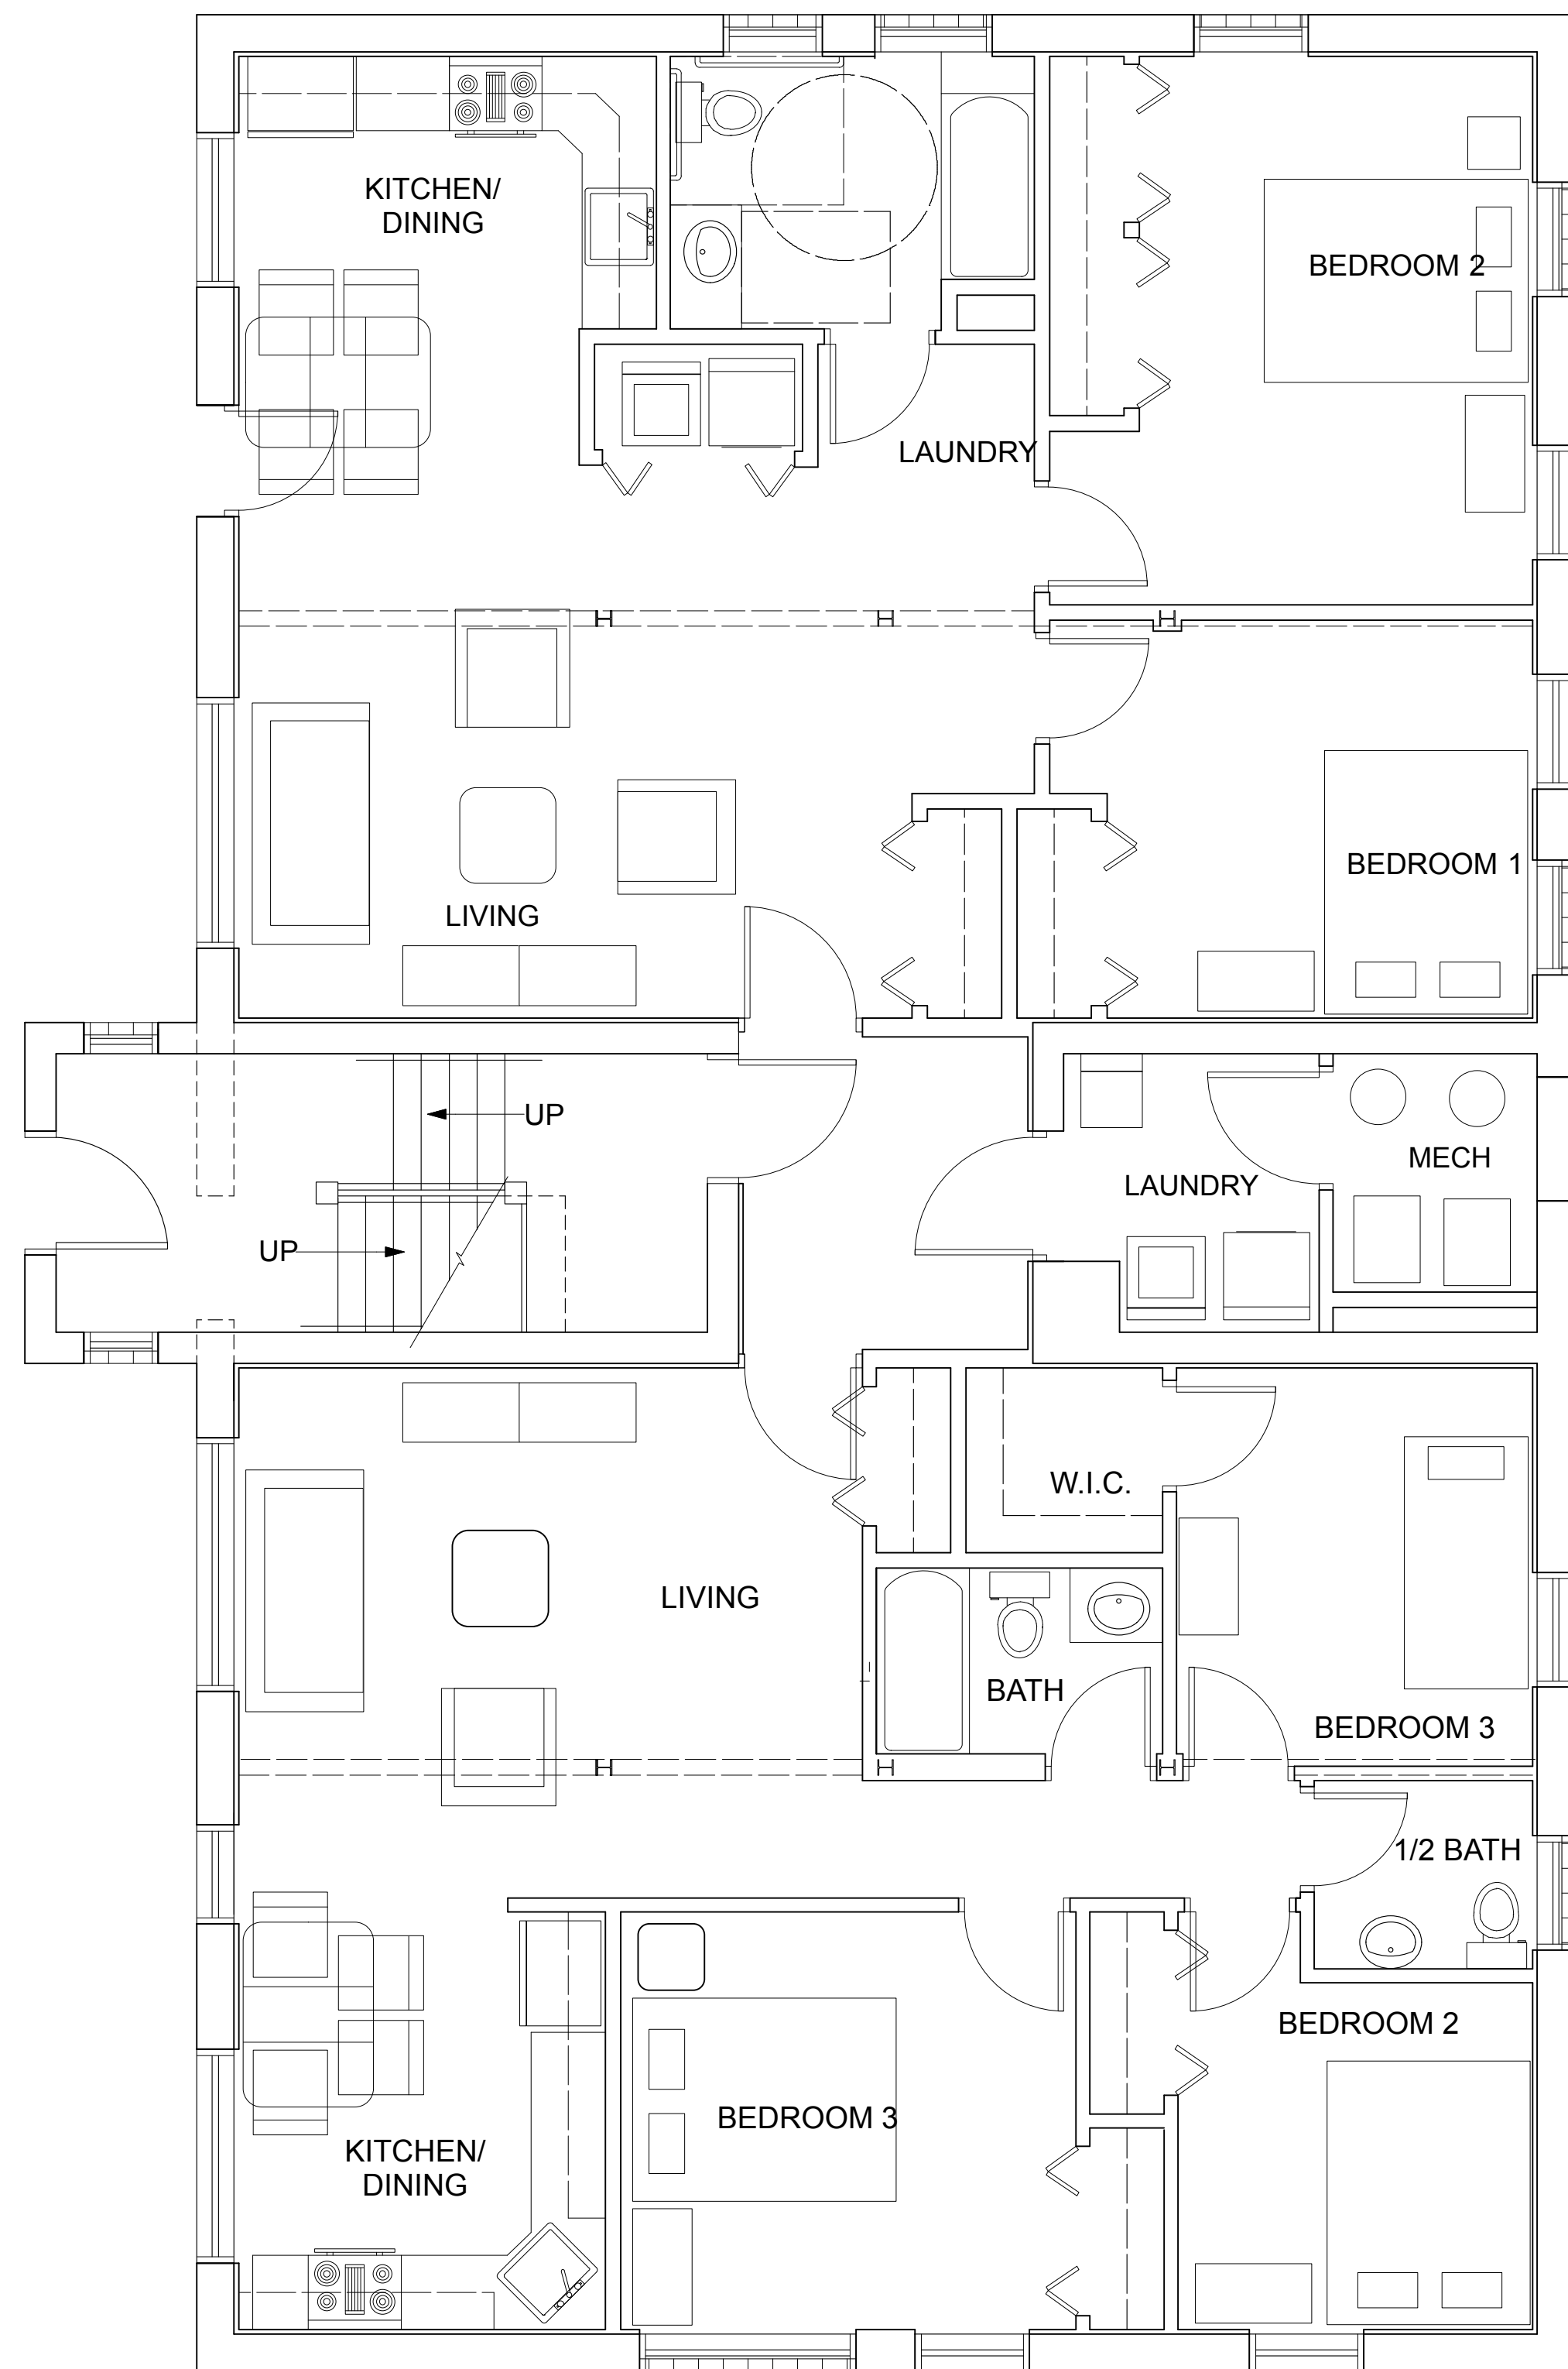 KITCHEN/
DINING
BEDROOM 2
LAUNDRY
BEDROOM 1
LIVING
UP
MECH
LAUNDRY
UP
W.I.C.
LIVING
BATH
BEDROOM 3
1/2 BATH
BEDROOM 2
BEDROOM 3
KITCHEN/
DINING